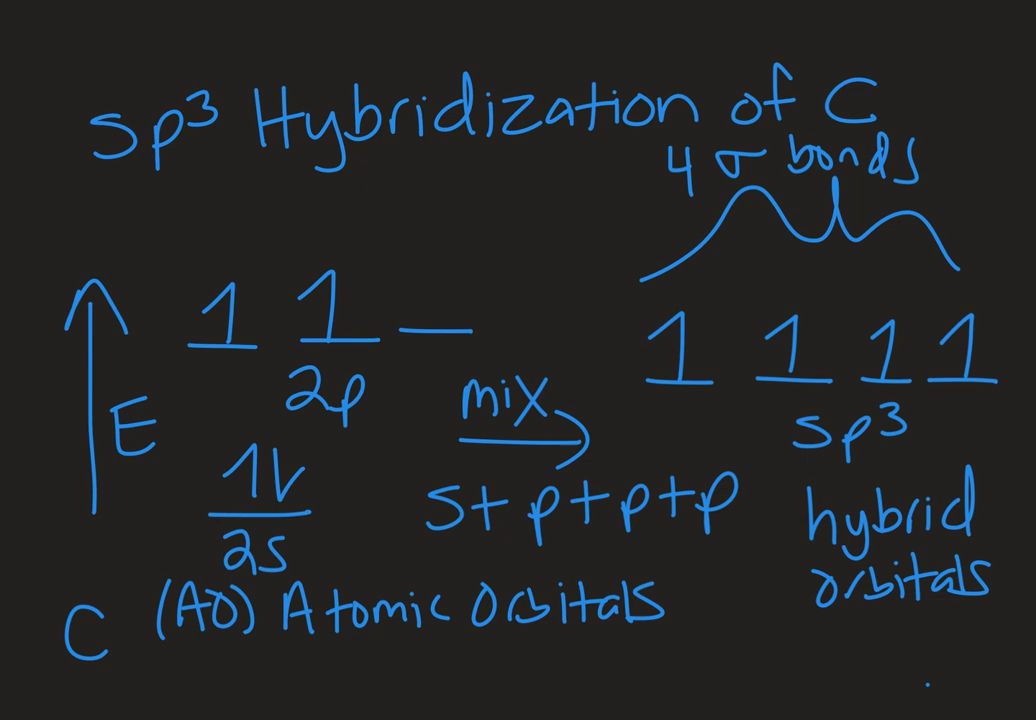 Sp³ Hybridization of C
4 σ bonds
1 1 1 1 1 1
2p
mix
sp³
E
1
s+p+p+p
hybrid
2s
orbitals
C (AO) Atomic Orbitals